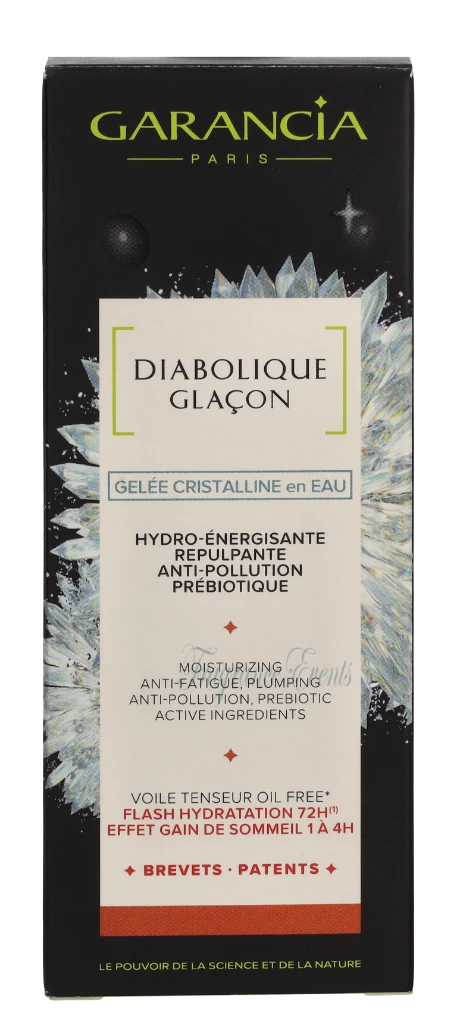 GARANCIA
PARIS
DIABOLIQUE
GLAÇON
GELÉE CRISTALLINE en EAU
HYDRO-ÉNERGISANTE
REPULPANTE
ANTI-POLLUTION
PRÉBIOTIQUE
MOISTURIZING
ANTI-FATIGUE, PLUMPING
ANTI-POLLUTION, PREBIOTIC
ACTIVE INGREDIENTS
VOILE TENSEUR OIL FREE*
FLASH HYDRATATION 72H(1)
EFFET GAIN DE SOMMEIL 1 À 4H
BREVETS · PATENTS
LE POUVOIR DE LA SCIENCE ET DE LA NATURE